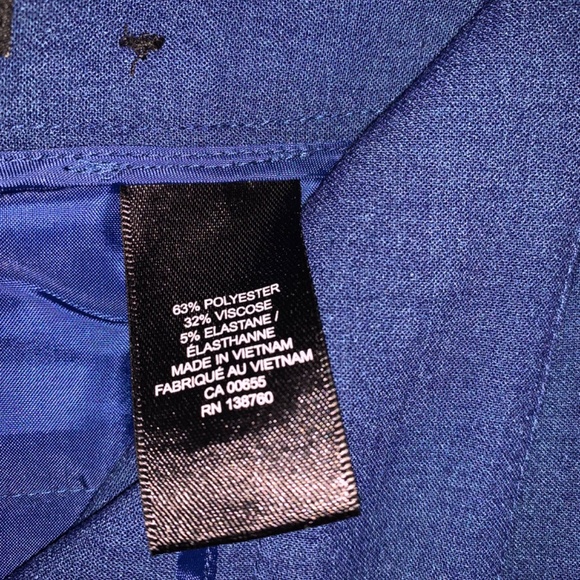 63% POLYESTER
32% VISCOSE
5% ELASTANE /
ÉLASTHANNE
MADE IN VIETNAM
FABRIQUÉ AU VIETNAM
CA 00655
RN 138760